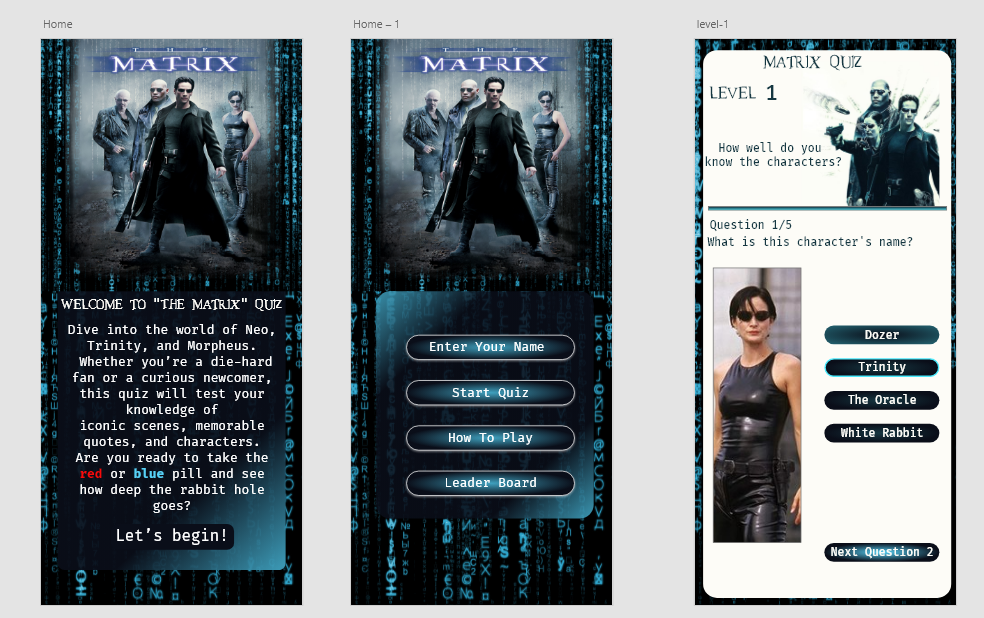 Home
THE
MATRIX
WELCOME TO "THE MATRIX" QUIZ
Dive into the world of Neo,
Trinity, and Morpheus.
Whether you're a die-hard
fan or a curious newcomer,
this quiz will test your
knowledge of
iconic scenes, memorable
quotes, and characters.
Are you ready to take the
red or blue pill and see
how deep the rabbit hole
goes?
Let's begin!
Home – 1
THE
MATRIX
Enter Your Name
Start Quiz
How To Play
Leader Board
level-1
MATRIX QUIZ
LEVEL 1
How well do you
know the characters?
Question 1/5
What is this character's name?
Dozer
Trinity
The Oracle
White Rabbit
Next Question 2